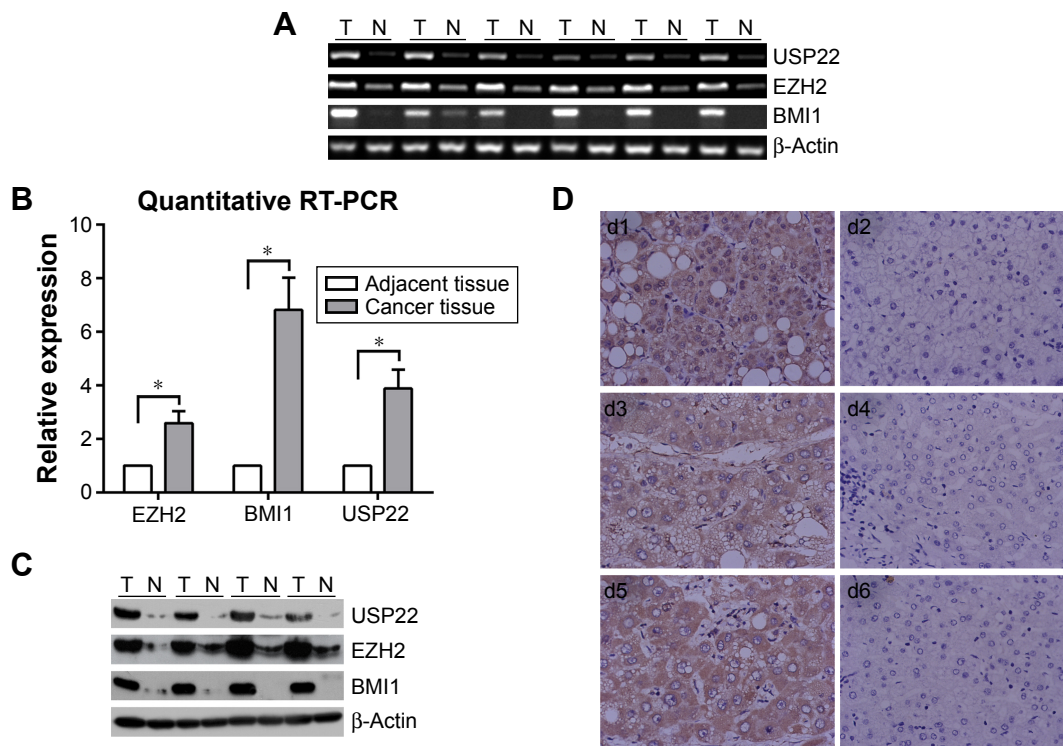 A
T N T N T N T N T N T N
USP22
EZH2
BMI1
β-Actin
B
Quantitative RT-PCR
Relative expression
10
8
6
4
2
0
*
*
*
Adjacent tissue
Cancer tissue
EZH2 BMI1 USP22
C
T N T N T N T N
USP22
EZH2
BMI1
β-Actin
D
d1 d2
d3 d4
d5 d6